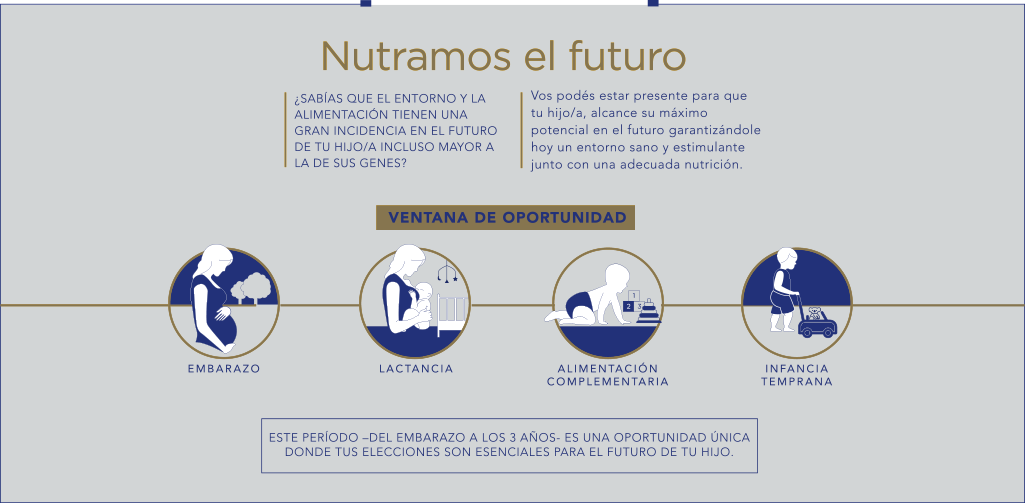 Nutramos el futuro
¿SABÍAS QUE EL ENTORNO Y LA
ALIMENTACIÓN TIENEN UNA
GRAN INCIDENCIA EN EL FUTURO
DE TU HIJO/A INCLUSO MAYOR A
LA DE SUS GENES?
Vos podés estar presente para que
tu hijo/a, alcance su máximo
potencial en el futuro garantizándole
hoy un entorno sano y estimulante
junto con una adecuada nutrición.
VENTANA DE OPORTUNIDAD
1
2 3
EMBARAZO
LACTANCIA
ALIMENTACIÓN
COMPLEMENTARIA
INFANCIA
TEMPRANA
ESTE PERÍODO –DEL EMBARAZO A LOS 3 AÑOS- ES UNA OPORTUNIDAD ÚNICA
DONDE TUS ELECCIONES SON ESENCIALES PARA EL FUTURO DE TU HIJO.